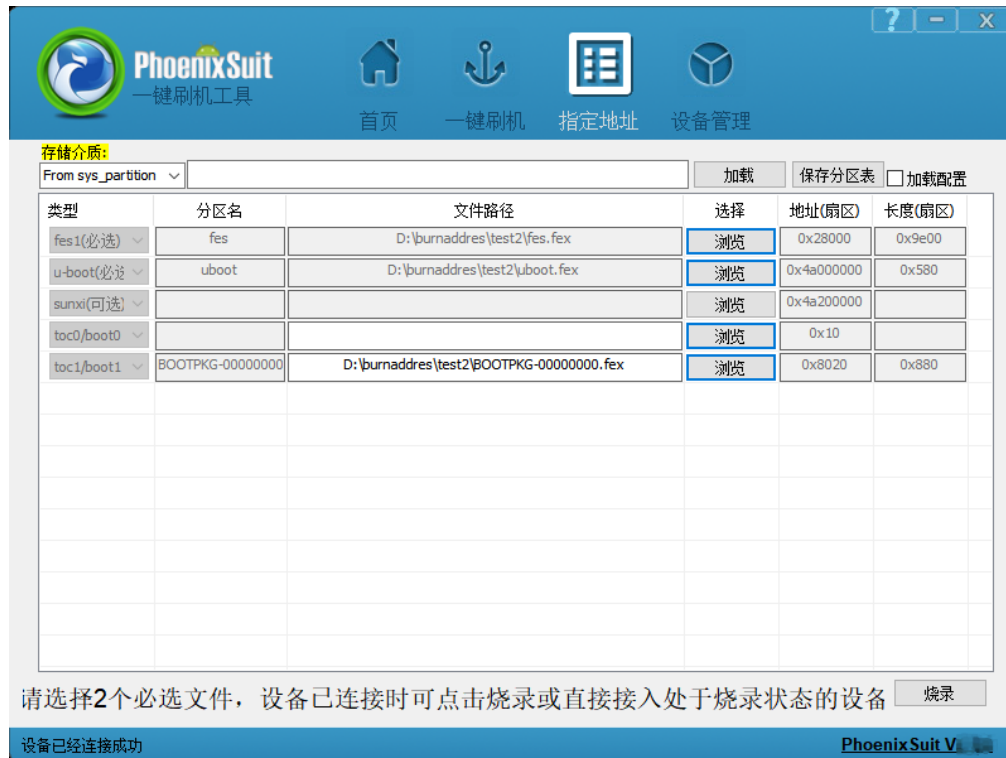 ? - X
PhoenixSuit
一键刷机工具
首页 一键刷机 指定地址 设备管理
存储介质:
From sys_partition 加载 保存分区表 加载配置
类型 分区名 文件路径 选择 地址(扇区) 长度(扇区)
fes1(必选) fes D:\burnaddres\test2\fes.fex 浏览 0x28000 0x9e00
u-boot(必选 uboot D:\burnaddres\test2\uboot.fex 浏览 0x4a000000 0x580
sunxi(可选) 浏览 0x4a200000
toc0/boot0 浏览 0x10
toc1/boot1 BOOTPKG-00000000 D:\burnaddres\test2\BOOTPKG-00000000.fex 浏览 0x8020 0x880
请选择2个必选文件，设备已连接时可点击烧录或直接接入处于烧录状态的设备 烧录
设备已经连接成功 PhoenixSuit